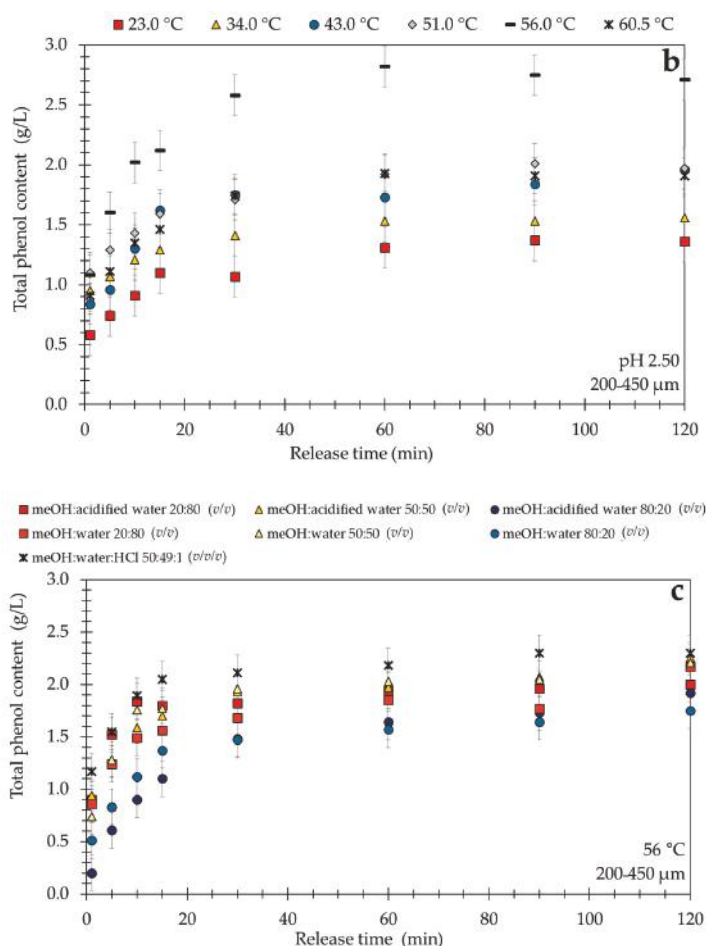 23.0 °C 34.0 °C 43.0 °C 51.0 °C 56.0 °C 60.5 °C
b
3.0
2.5
2.0
1.5
1.0
0.5
0.0
Total phenol content (g/L)
pH 2.50
200-450 µm
0 20 40 60 80 100 120
Release time (min)
meOH:acidified water 20:80 (v/v) meOH:acidified water 50:50 (v/v) meOH:acidified water 80:20 (v/v)
meOH:water 20:80 (v/v) meOH:water 50:50 (v/v) meOH:water 80:20 (v/v)
meOH:water:HCl 50:49:1 (v/v/v)
c
3.0
2.5
2.0
1.5
1.0
0.5
0.0
Total phenol content (g/L)
56 °C
200-450 µm
0 20 40 60 80 100 120
Release time (min)